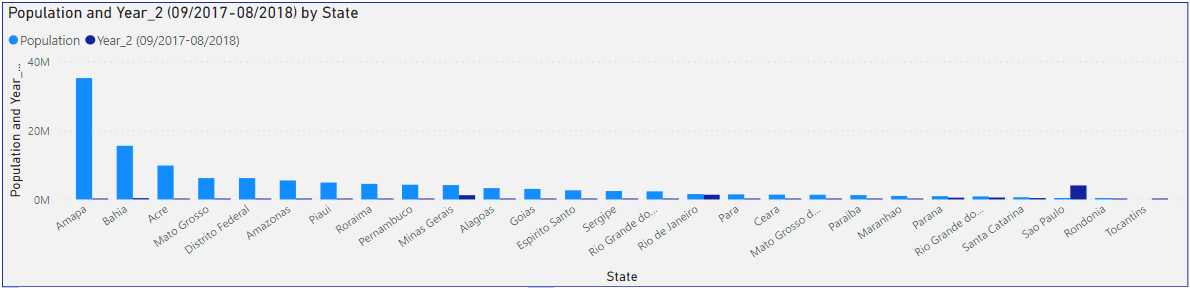 Population and Year_2 (09/2017-08/2018) by State
Population Year_2 (09/2017-08/2018)
Population and Year_...
40M
20M
0M
Amapa
Bahia
Acre
Mato Grosso
Distrito Federal
Amazonas
Piaui
Roraima
Pernambuco
Minas Gerais
Alagoas
Goias
Espirito Santo
Sergipe
Rio Grande do...
Rio de Janeiro
Para
Ceara
Mato Grosso d...
Paraiba
Maranhao
Parana
Rio Grande do...
Santa Catarina
Sao Paulo
Rondonia
Tocantins
State